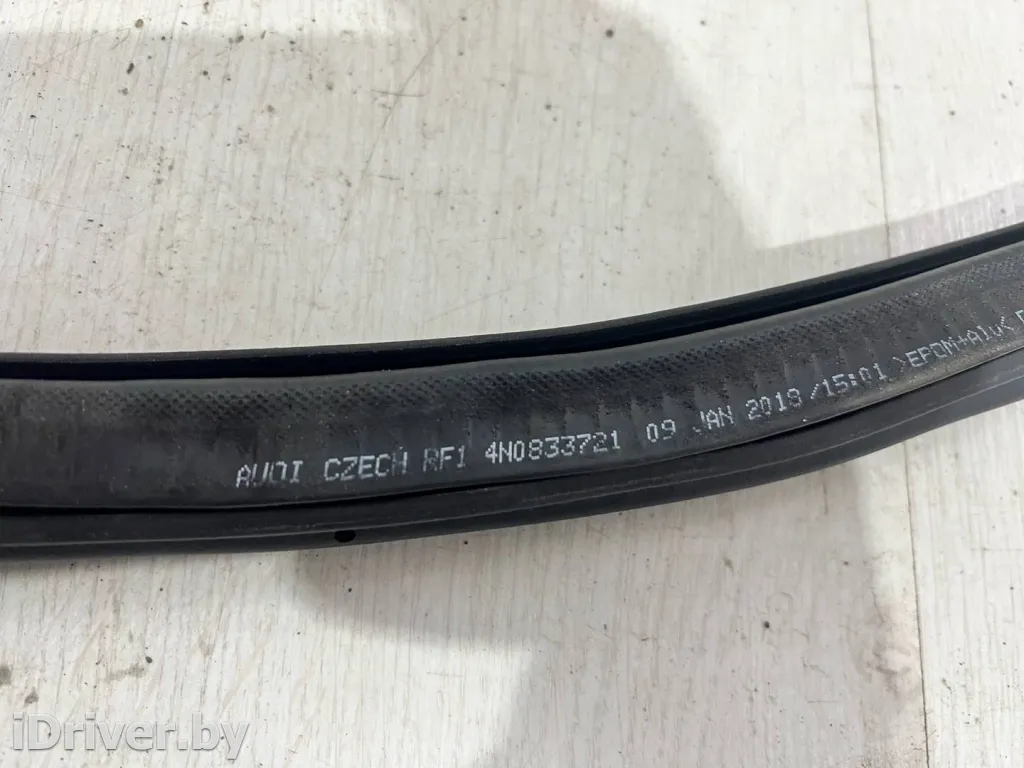 AUDI CZECH RF1 4N0833721 09 JAN 2018 /15:01 >EPDM+Alu<
iDriver.by